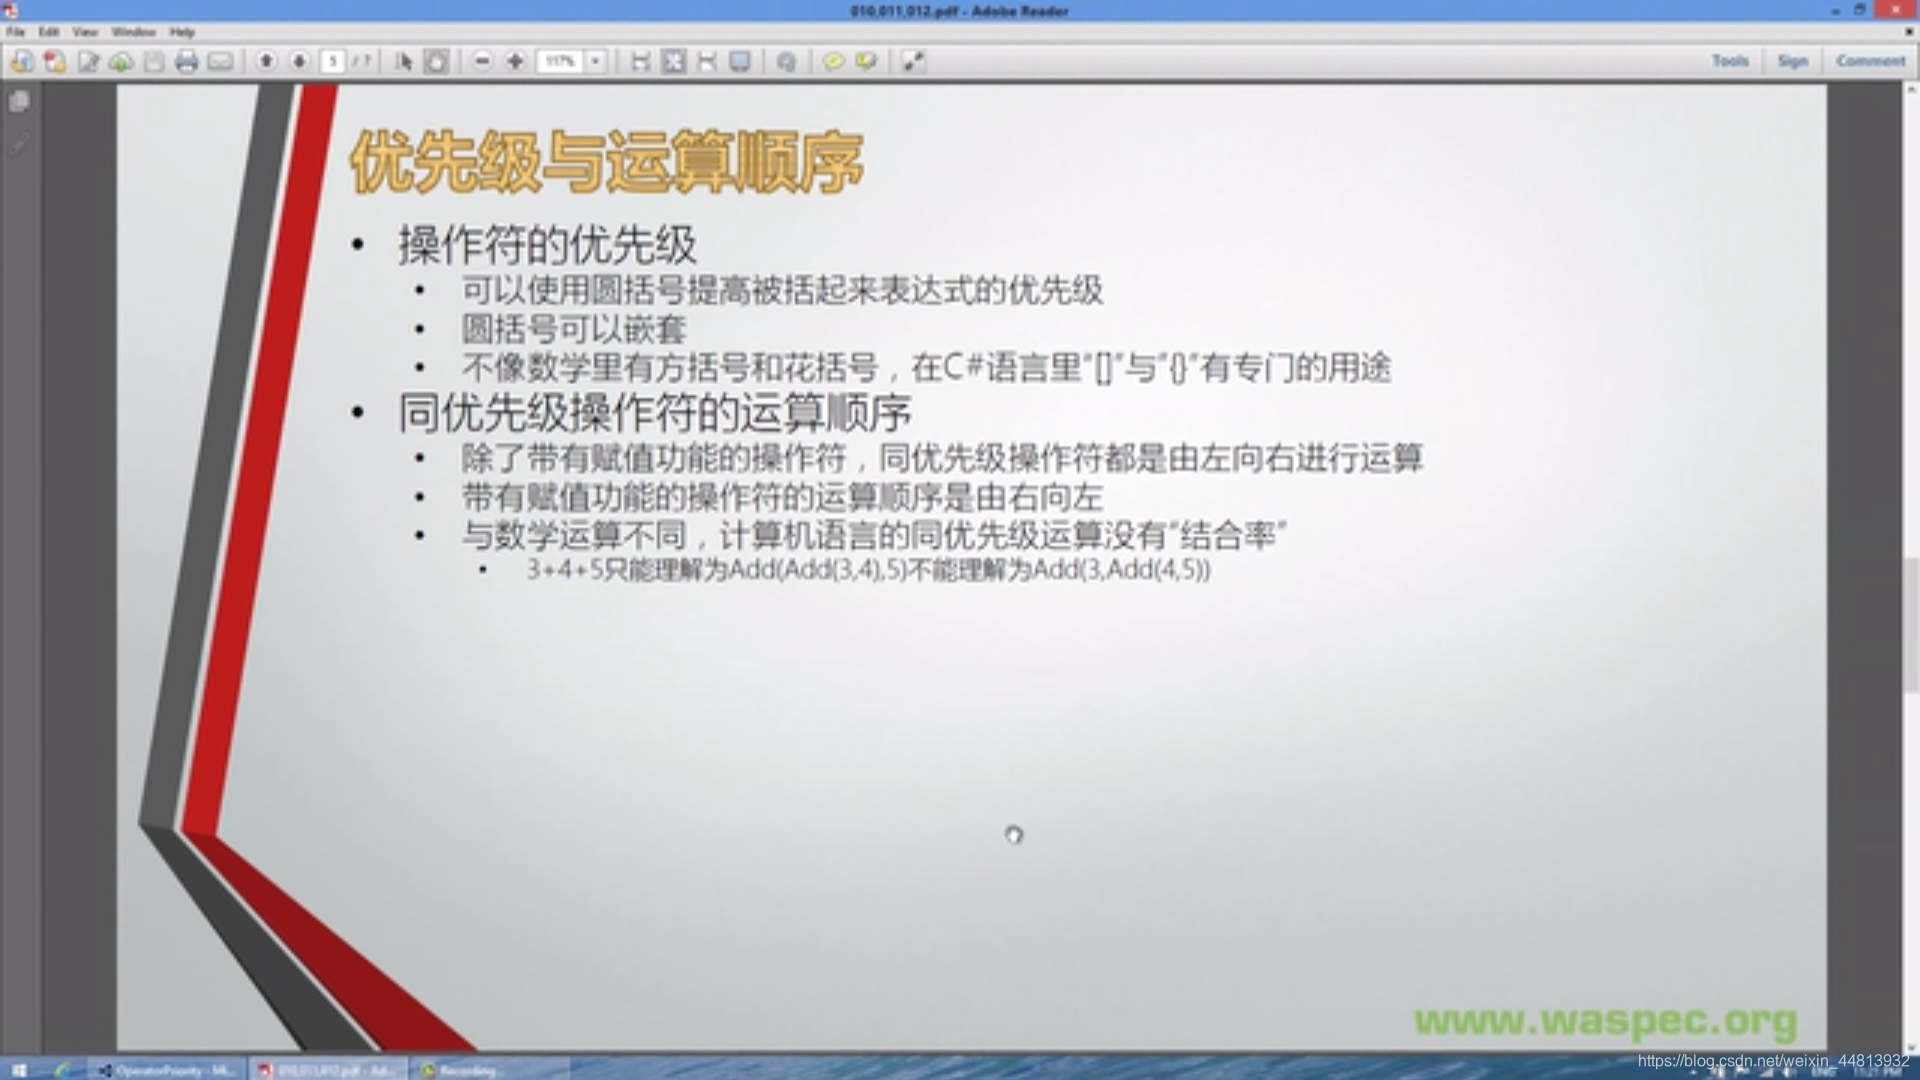 010,011,012.pdf - Adobe Reader
File Edit View Window Help
5 / 7
117%
Tools Sign Comment
优先级与运算顺序
• 操作符的优先级
• 可以使用圆括号提高被括起来表达式的优先级
• 圆括号可以嵌套
• 不像数学里有方括号和花括号，在C#语言里"[]"与"{}"有专门的用途
• 同优先级操作符的运算顺序
• 除了带有赋值功能的操作符，同优先级操作符都是由左向右进行运算
• 带有赋值功能的操作符的运算顺序是由右向左
• 与数学运算不同，计算机语言的同优先级运算没有"结合率"
• 3+4+5只能理解为Add(Add(3,4),5)不能理解为Add(3,Add(4,5))
www.waspec.org
OperatorPriority - Mi...
010,011,012.pdf - Ad...
Recording...
https://blog.csdn.net/weixin_44813932